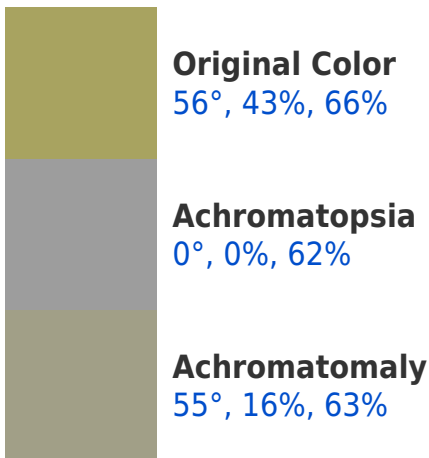 Original Color
56°, 43%, 66%
Achromatopsia
0°, 0%, 62%
Achromatomaly
55°, 16%, 63%